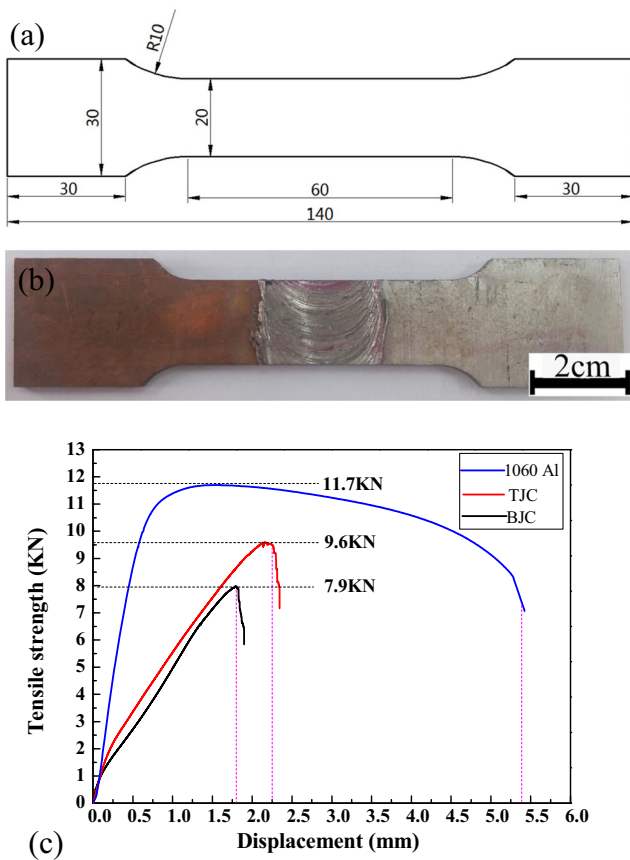 (a)
R10
30
20
30
60
30
140
(b)
2cm
13
12
11
10
9
8
7
6
5
4
3
2
1
0
Tensile strength (KN)
11.7KN
9.6KN
7.9KN
1060 Al
TJC
BJC
0.0 0.5 1.0 1.5 2.0 2.5 3.0 3.5 4.0 4.5 5.0 5.5 6.0
Displacement (mm)
(c)